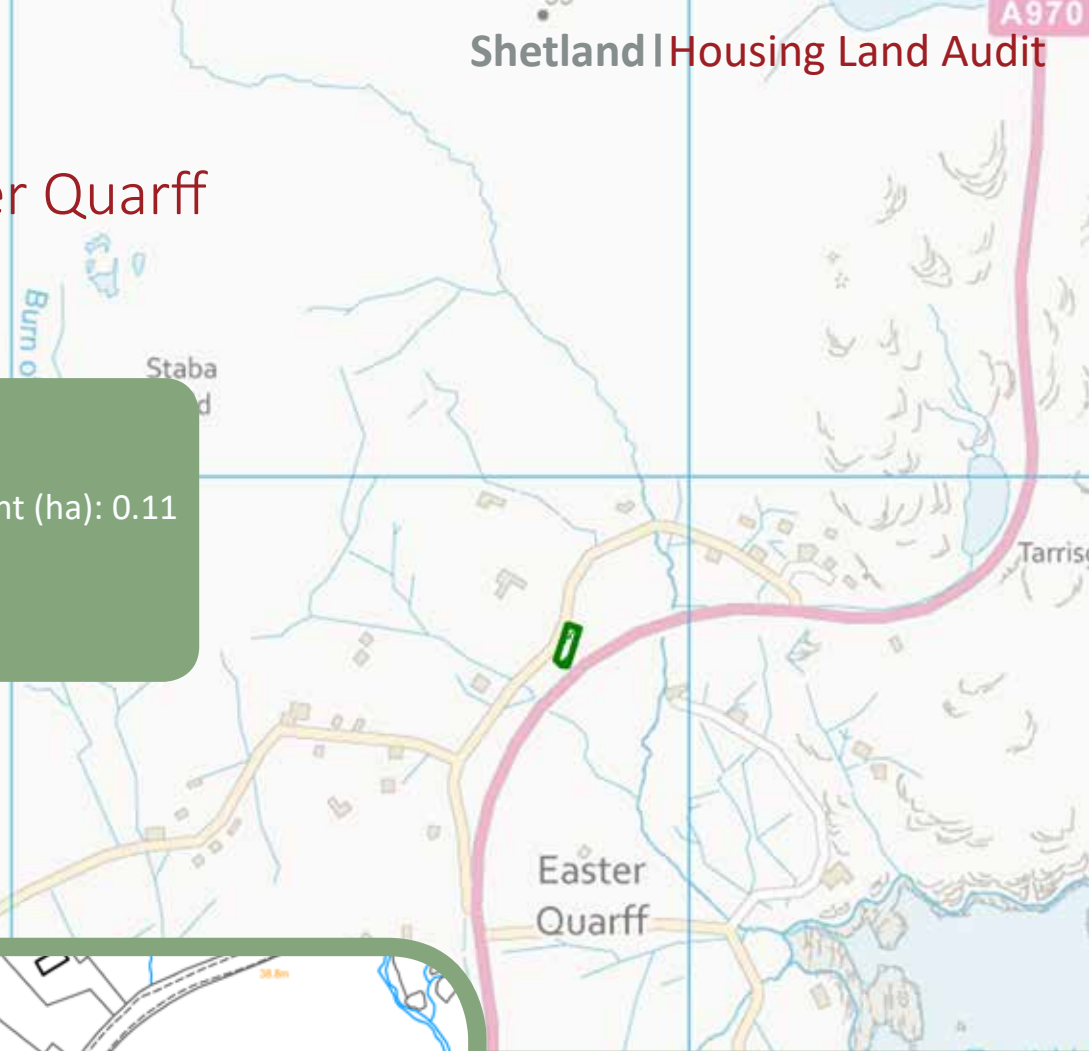 A970
Shetland|Housing Land Audit
er Quarff
Burn o
Staba
d
nt (ha): 0.11
Tarris
Easter
Quarff
38.8m